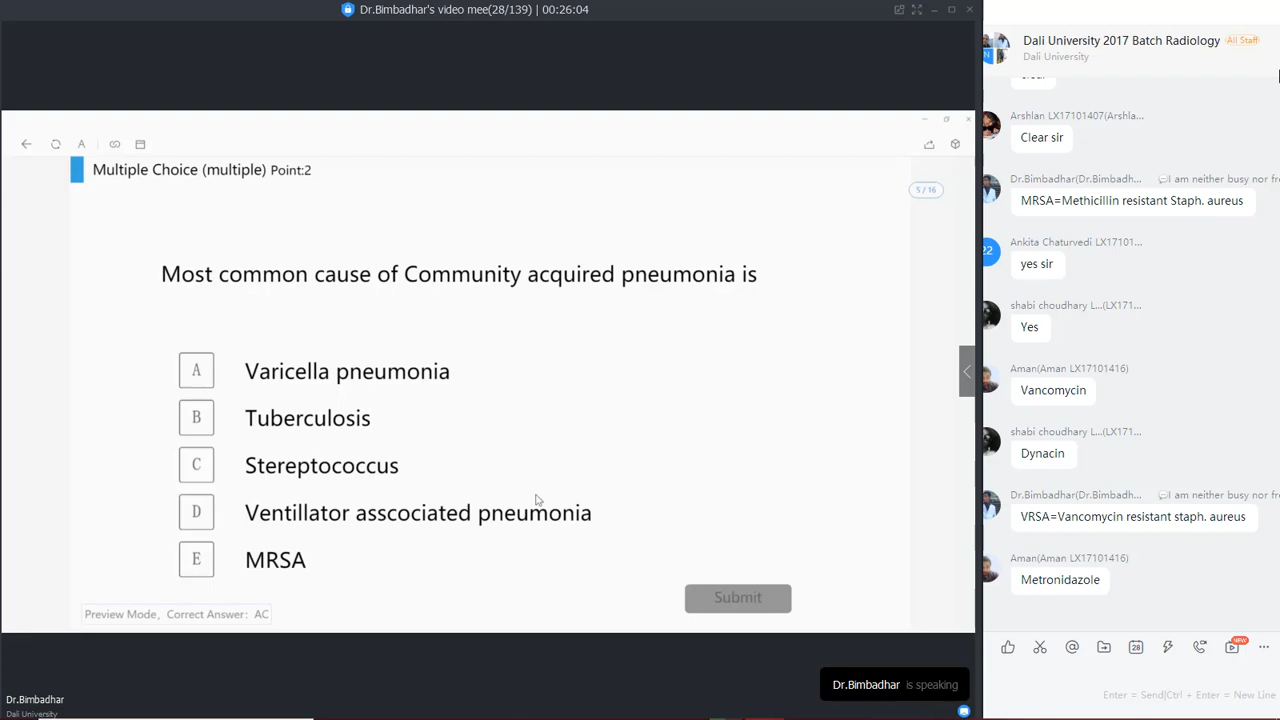 Dr.Bimbadhar's video mee(28/139) | 00:26:04
Multiple Choice (multiple) Point:2
5 / 16
Most common cause of Community acquired pneumonia is
A Varicella pneumonia
B Tuberculosis
C Stereptococcus
D Ventillator asscociated pneumonia
E MRSA
Submit
Preview Mode, Correct Answer: AC
Dr.Bimbadhar is speaking
Dr.Bimbadhar
Dali University
Dali University 2017 Batch Radiology All Staff
Dali University
Arshlan LX17101407(Arshla...
Clear sir
Dr.Bimbadhar(Dr.Bimbadh... I am neither busy nor fre
MRSA=Methicillin resistant Staph. aureus
Ankita Chaturvedi LX17101...
22
yes sir
shabi choudhary L...(LX171...
Yes
Aman(Aman LX17101416)
Vancomycin
shabi choudhary L...(LX171...
Dynacin
Dr.Bimbadhar(Dr.Bimbadh... I am neither busy nor fre
VRSA=Vancomycin resistant staph. aureus
Aman(Aman LX17101416)
Metronidazole
28
NEW
Enter = Send|Ctrl + Enter = New Line